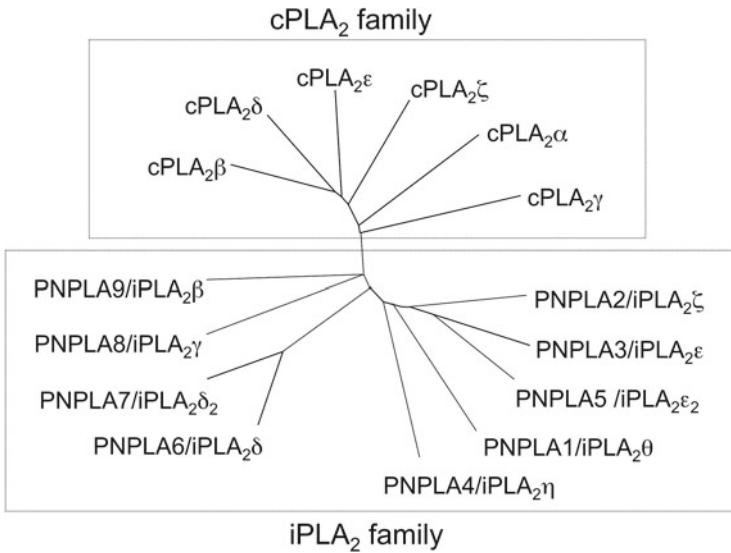 cPLA₂ family
cPLA₂ε
cPLA₂ζ
cPLA₂δ
cPLA₂α
cPLA₂β
cPLA₂γ
PNPLA9/iPLA₂β
PNPLA2/iPLA₂ζ
PNPLA8/iPLA₂γ
PNPLA3/iPLA₂ε
PNPLA7/iPLA₂δ₂
PNPLA5 /iPLA₂ε₂
PNPLA6/iPLA₂δ
PNPLA1/iPLA₂θ
PNPLA4/iPLA₂η
iPLA₂ family